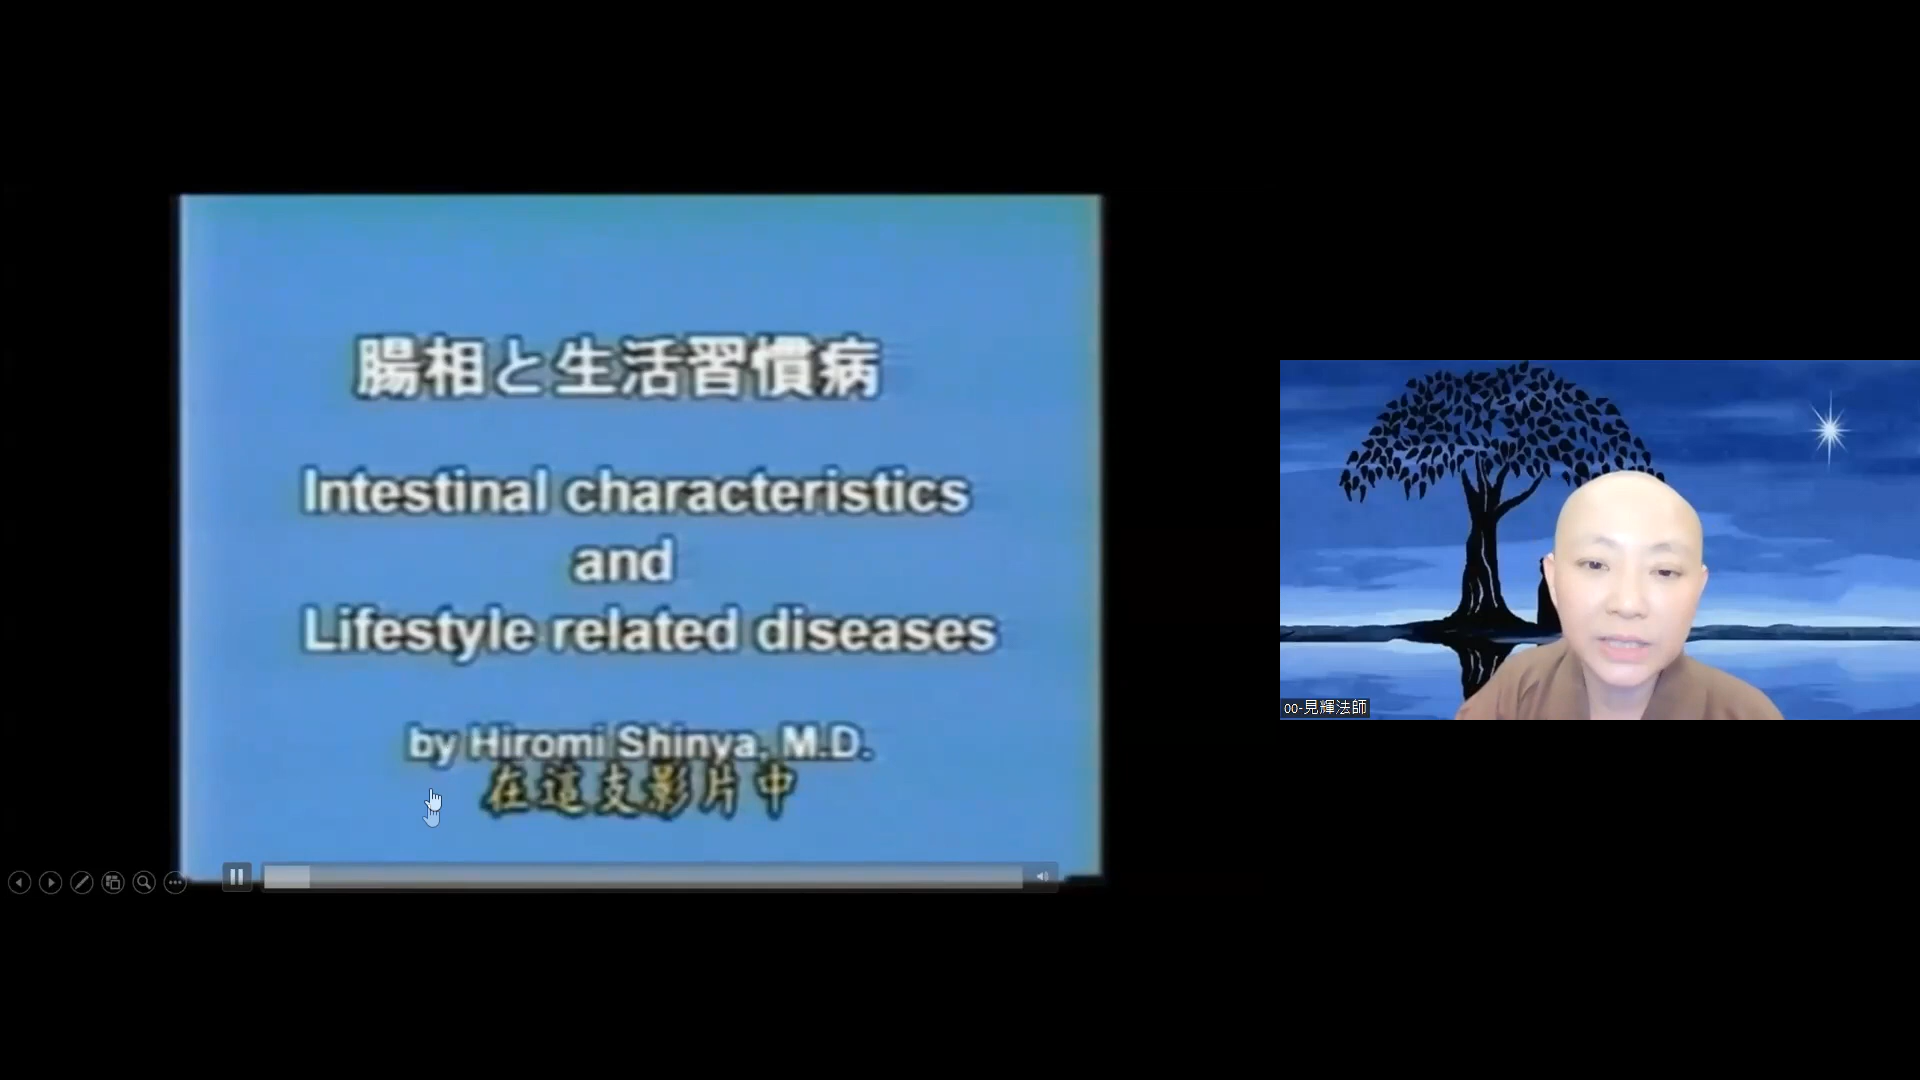 腸相と生活習慣病
Intestinal characteristics
and
Lifestyle related diseases
by Hiromi Shinya, M.D.
在這支影片中
00-見輝法師